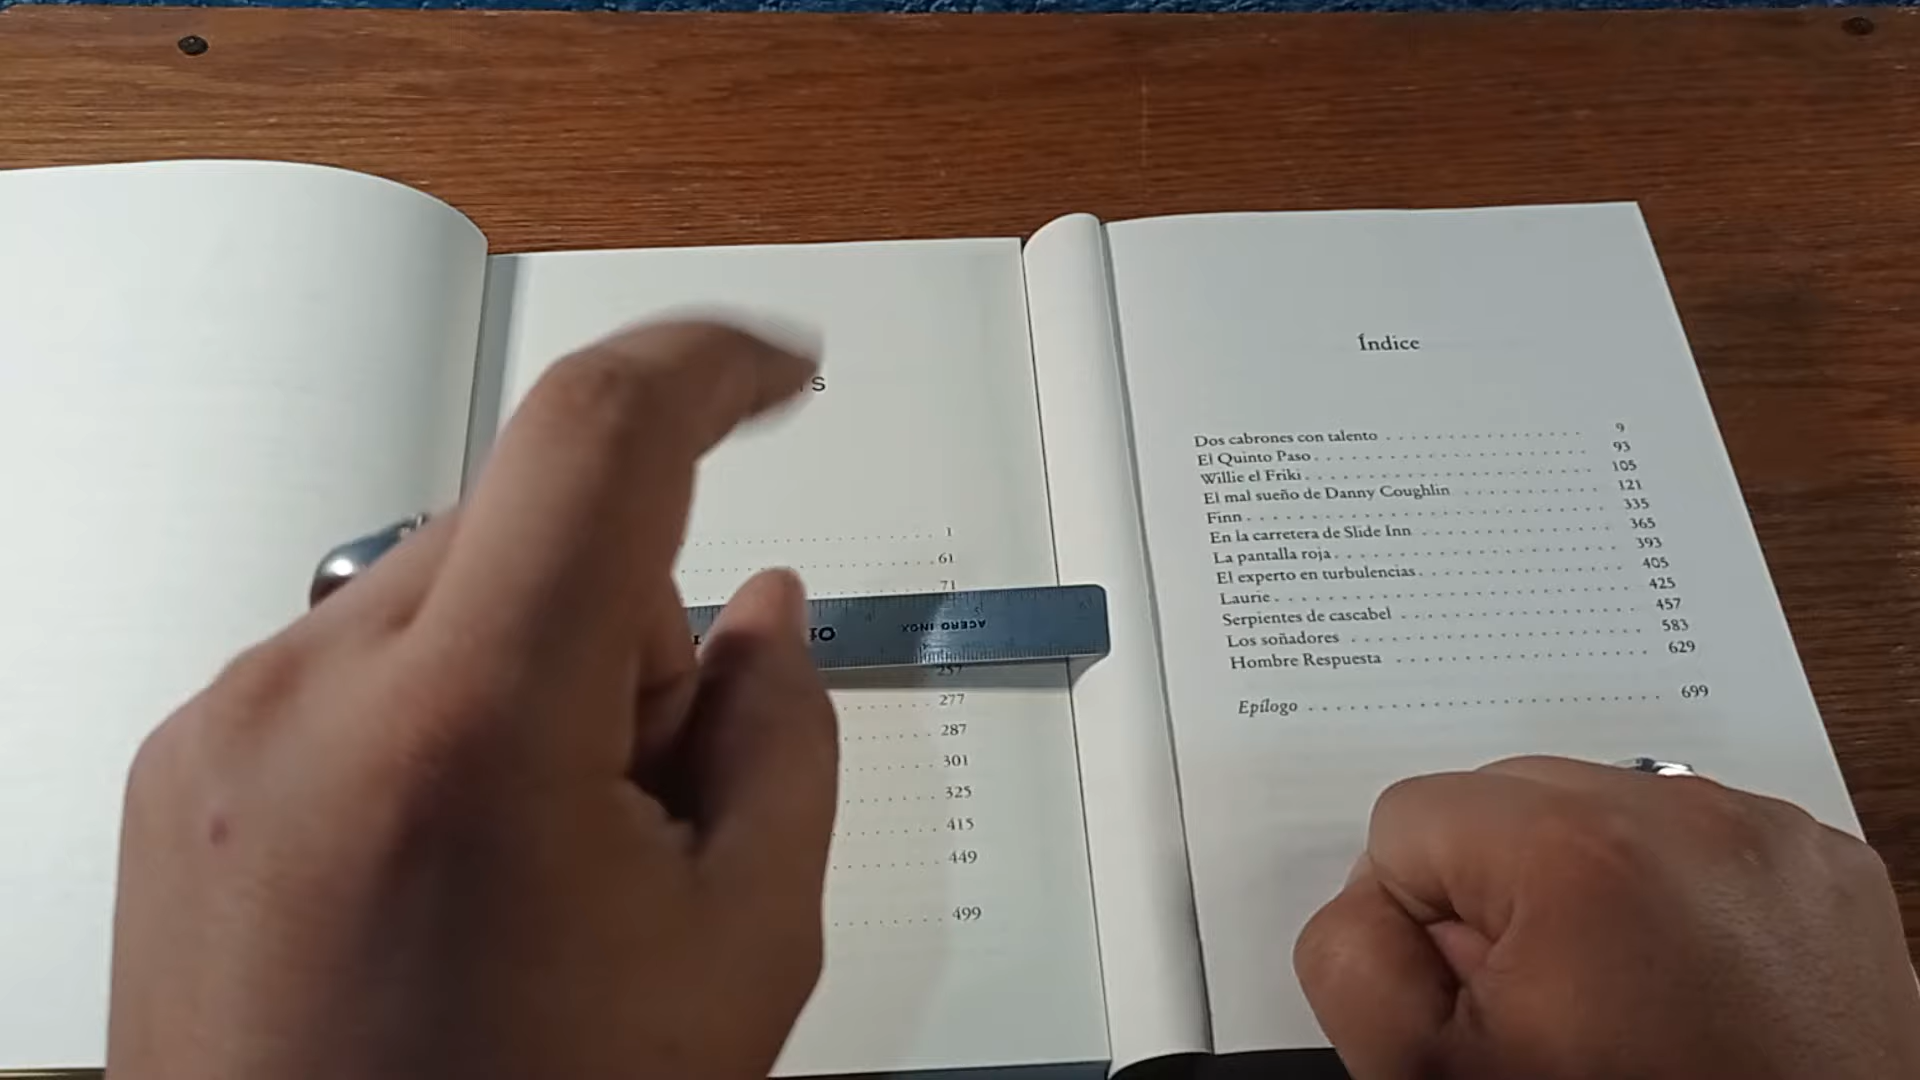 1
61
71
ACERO INOX
257
277
287
301
325
415
449
499
Índice
Dos cabrones con talento . . . . . . . . . . . . . . . . 9
El Quinto Paso . . . . . . . . . . . . . . . . . . . . 93
Willie el Friki . . . . . . . . . . . . . . . . . . . . 105
El mal sueño de Danny Coughlin . . . . . . . . . . 121
Finn . . . . . . . . . . . . . . . . . . . . . . . . . 335
En la carretera de Slide Inn . . . . . . . . . . . . . 365
La pantalla roja . . . . . . . . . . . . . . . . . . . 393
El experto en turbulencias . . . . . . . . . . . . . . 405
Laurie . . . . . . . . . . . . . . . . . . . . . . . . 425
Serpientes de cascabel . . . . . . . . . . . . . . . . 457
Los soñadores . . . . . . . . . . . . . . . . . . . . 583
Hombre Respuesta . . . . . . . . . . . . . . . . . . 629
Epílogo . . . . . . . . . . . . . . . . . . . . . . . 699